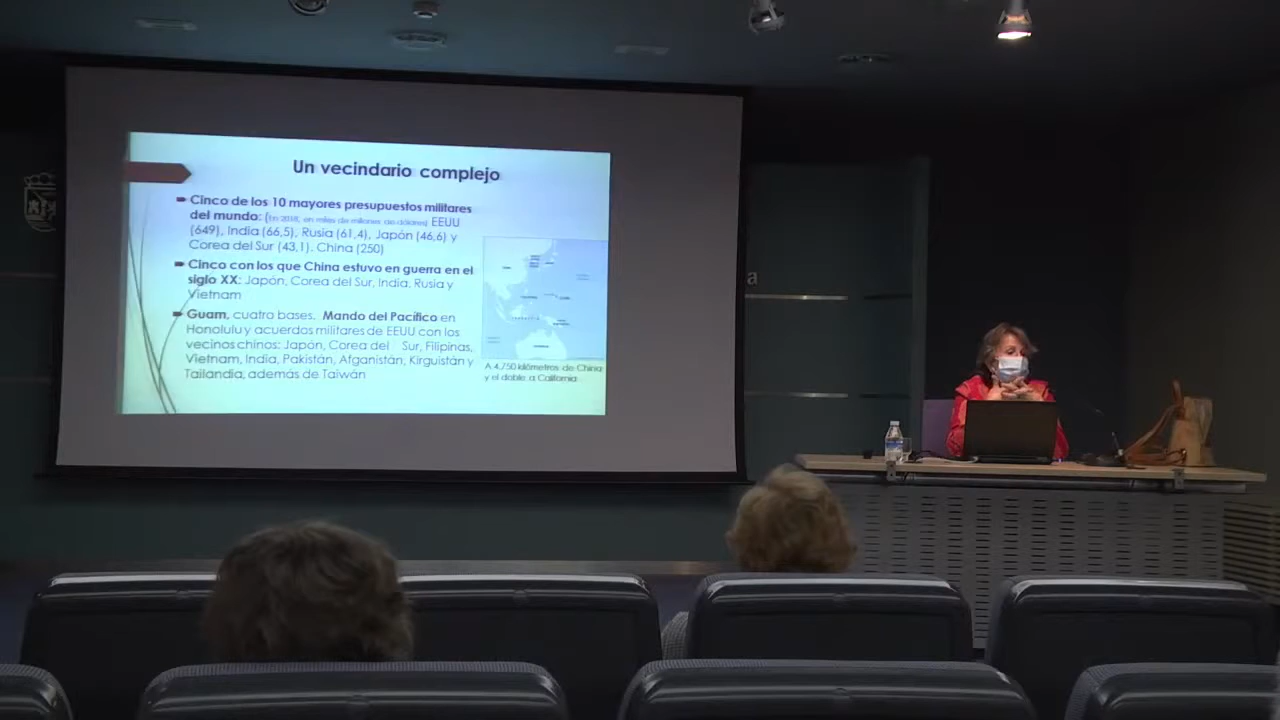 Un vecindario complejo
Cinco de los 10 mayores presupuestos militares
del mundo: (En 2018, en miles de millones de dólares) EEUU
(649), India (66,5), Rusia (61,4), Japón (46,6) y
Corea del Sur (43,1). China (250)
Cinco con los que China estuvo en guerra en el
siglo XX: Japón, Corea del Sur, India, Rusia y
Vietnam
Guam, cuatro bases. Mando del Pacífico en
Honolulu y acuerdos militares de EEUU con los
vecinos chinos: Japón, Corea del Sur, Filipinas,
Vietnam, India, Pakistán, Afganistán, Kirguistán y
Tailandia, además de Taiwán
A 4.750 kilómetros de China
y el doble a California
a